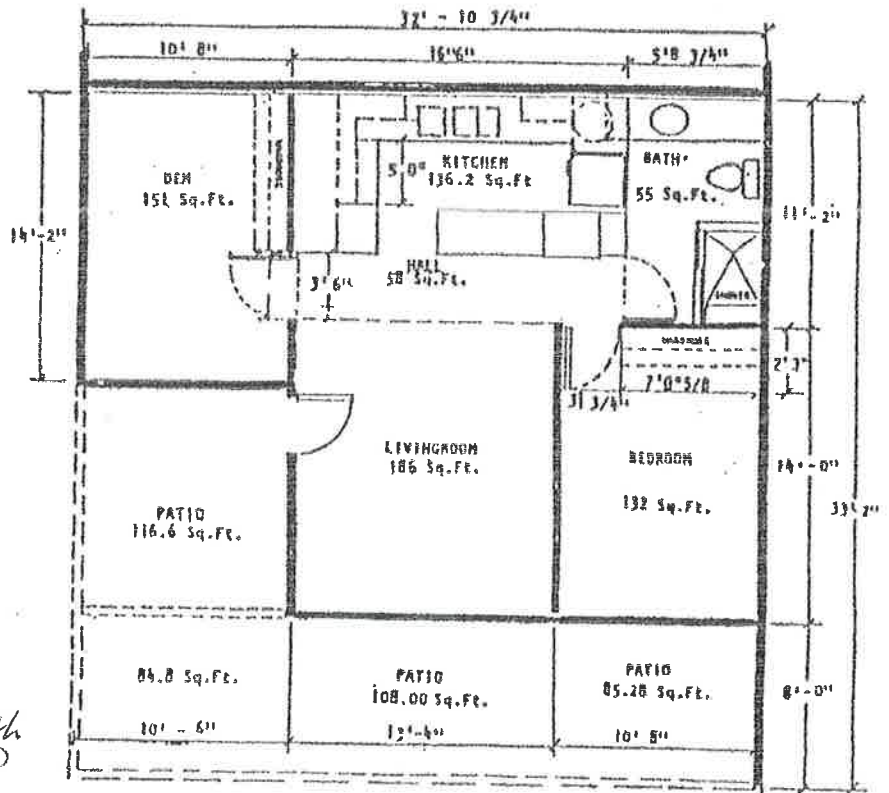 32' - 10 3/4"
10' 8"
16'6"
5'8 3/4"
DEN
151 Sq.Ft.
WARDROBE
14'-2"
5'0"
KITCHEN
136.2 Sq.Ft
BATH
55 Sq.Ft.
11'-2"
HALL
58 Sq.Ft.
3'6"
SHOWER
WARDROBE
2'3"
7'0"5/8
3| 3/4"
LIVINGROOM
186 Sq.Ft.
BEDROOM
132 Sq.Ft.
14'-0"
33'2"
PATIO
116.6 Sq.Ft.
84.8 Sq.Ft.
PATIO
108.00 Sq.Ft.
PATIO
85.28 Sq.Ft.
8'-0"
10' - 6"
12'-4"
10' 8"